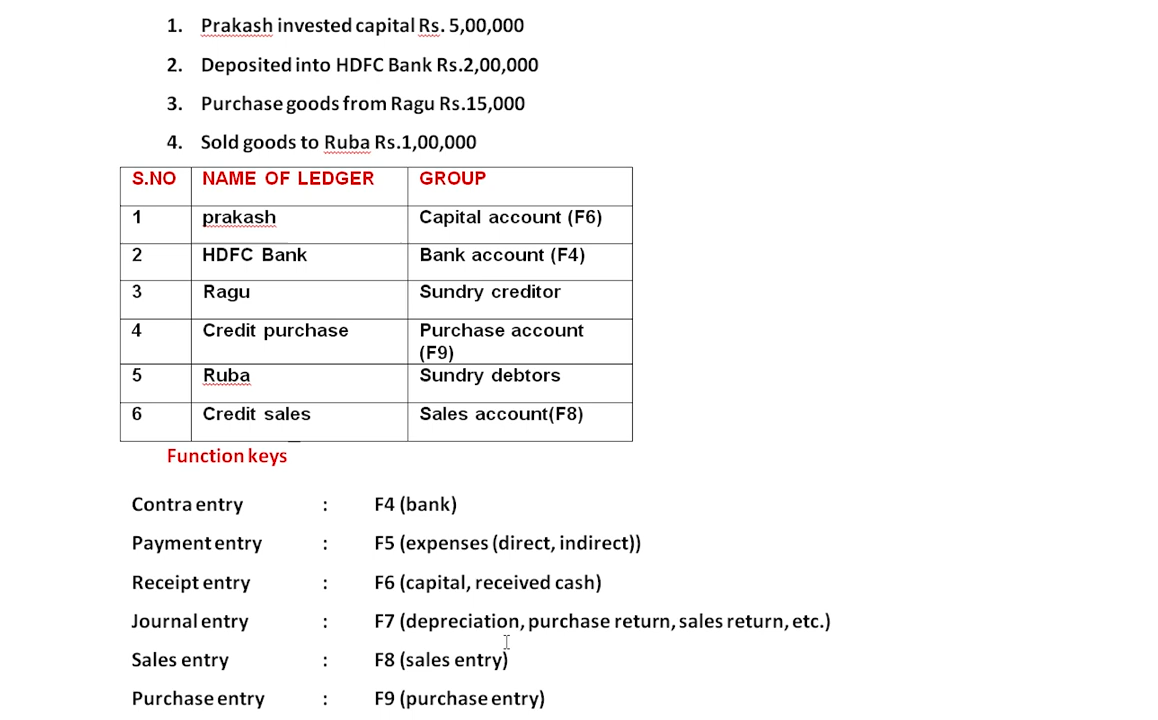 1. Prakash invested capital Rs. 5,00,000
2. Deposited into HDFC Bank Rs.2,00,000
3. Purchase goods from Ragu Rs.15,000
4. Sold goods to Ruba Rs.1,00,000
S.NO NAME OF LEDGER GROUP
1 prakash Capital account (F6)
2 HDFC Bank Bank account (F4)
3 Ragu Sundry creditor
4 Credit purchase Purchase account
(F9)
5 Ruba Sundry debtors
6 Credit sales Sales account(F8)
Function keys
Contra entry : F4 (bank)
Payment entry : F5 (expenses (direct, indirect))
Receipt entry : F6 (capital, received cash)
Journal entry : F7 (depreciation, purchase return, sales return, etc.)
Sales entry : F8 (sales entry)
Purchase entry : F9 (purchase entry)